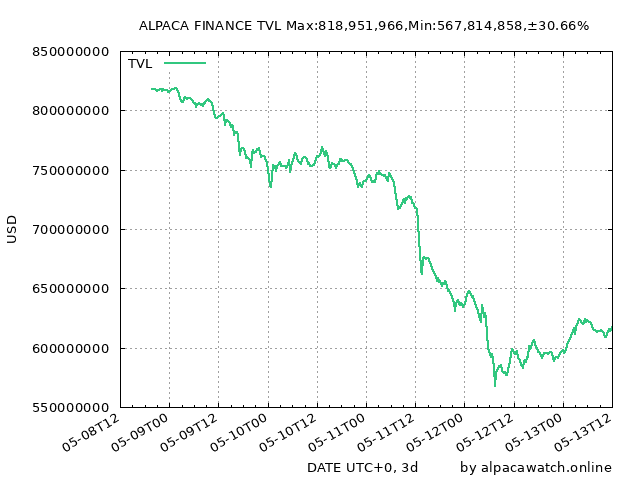 ALPACA FINANCE TVL Max:818,951,966,Min:567,814,858,±30.66%
850000000
TVL
800000000
750000000
700000000
650000000
600000000
550000000
USD
05-08T12
05-09T00
05-09T12
05-10T00
05-10T12
05-11T00
05-11T12
05-12T00
05-12T12
05-13T00
05-13T12
DATE UTC+0, 3d
by alpacawatch.online